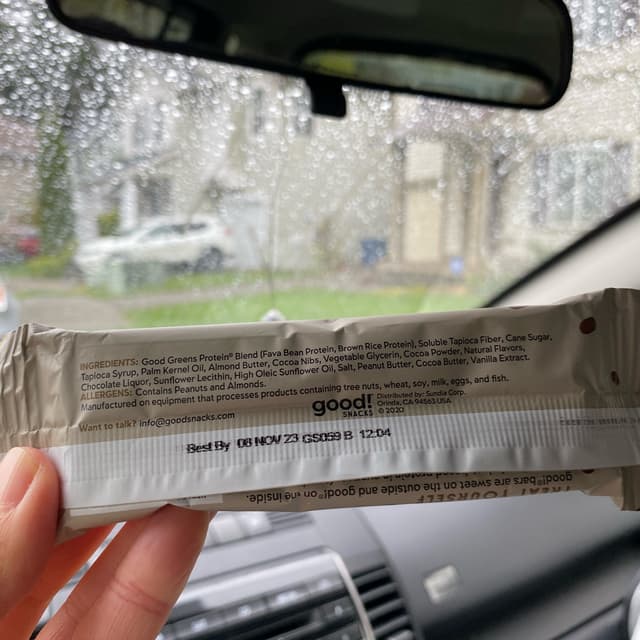 INGREDIENTS: Good Greens Protein® Blend (Fava Bean Protein, Brown Rice Protein), Soluble Tapioca Fiber, Cane Sugar,
Tapioca Syrup, Palm Kernel Oil, Almond Butter, Cocoa Nibs, Vegetable Glycerin, Cocoa Powder, Natural Flavors,
Chocolate Liquor, Sunflower Lecithin, High Oleic Sunflower Oil, Salt, Peanut Butter, Cocoa Butter, Vanilla Extract.
ALLERGENS: Contains Peanuts and Almonds.
Manufactured on equipment that processes products containing tree nuts, wheat, soy, milk, eggs, and fish.
Want to talk? info@goodsnacks.com
good!
SNACKS
Distributed by: Sundia Corp.
Orinda, CA 94563 USA
© 2020
Best By 08 NOV 23 GS059 B 12:04
TREAT YOURSELF
good!® bars are sweet on the outside and good!® on the inside.